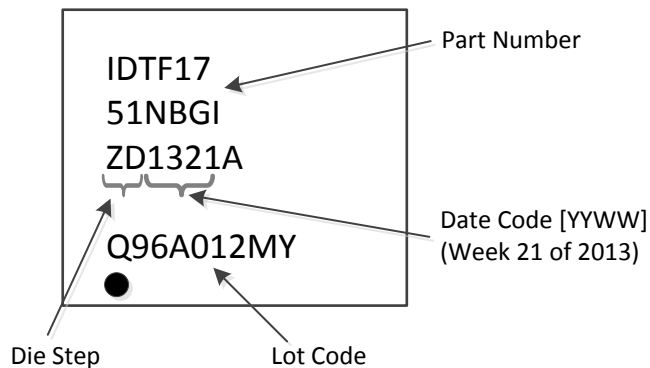 IDTF17
51NBGI
ZD1321A
Q96A012MY
Part Number
Date Code [YYWW]
(Week 21 of 2013)
Die Step
Lot Code